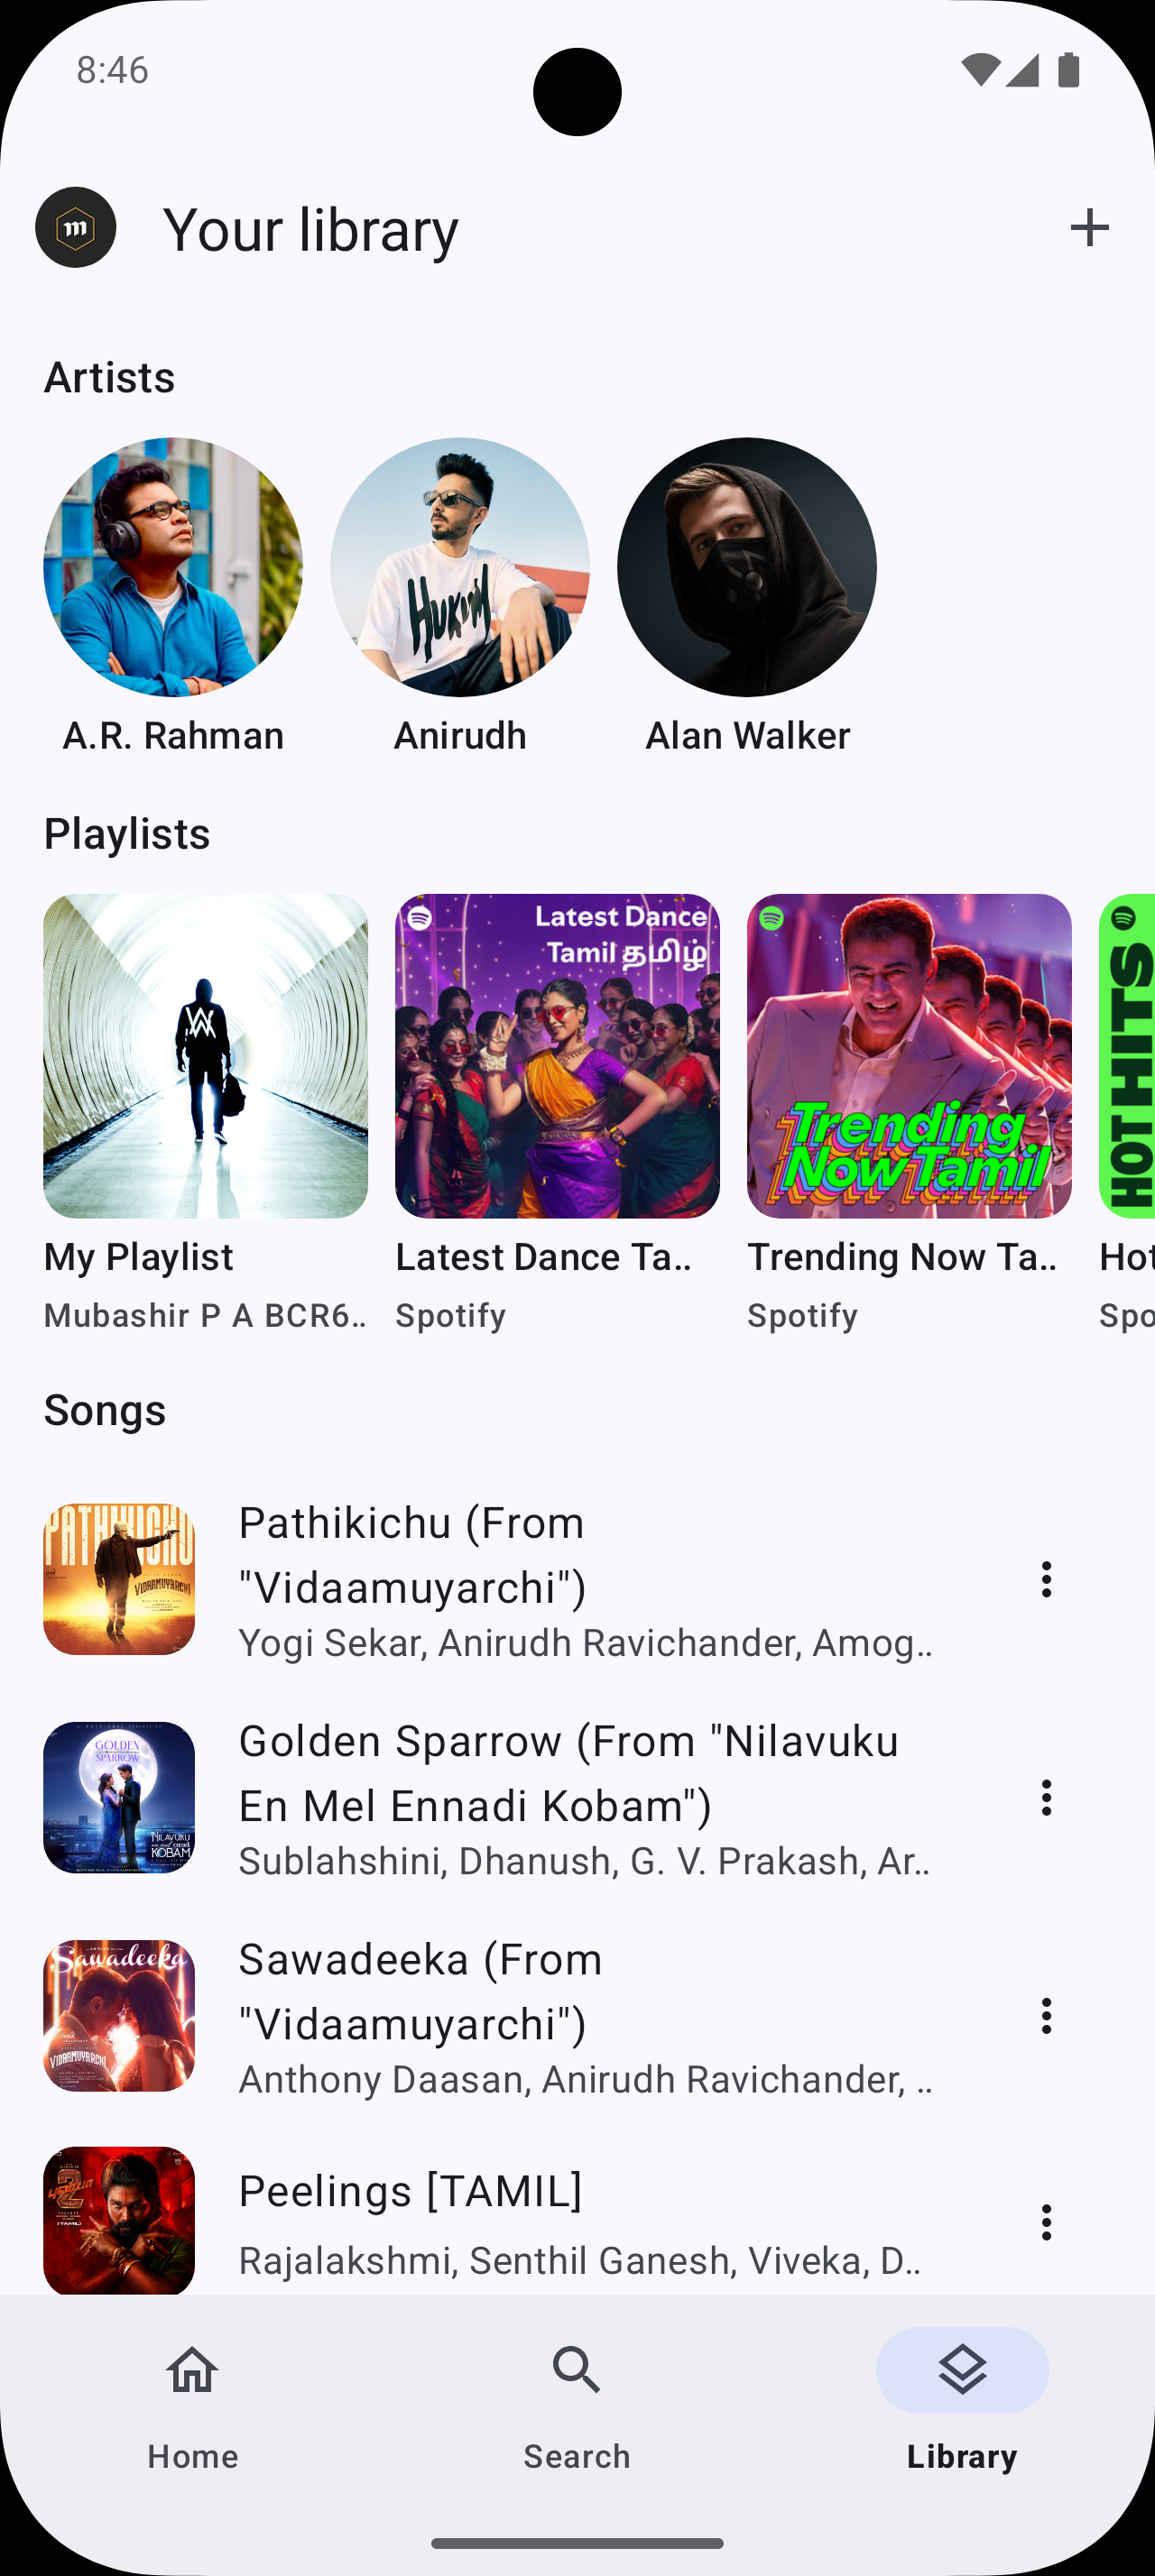 8:46
m
Your library
Artists
HUKUM
A.R. Rahman
Anirudh
Alan Walker
Playlists
Latest Dance
Tamil தமிழ்
Trending
Now Tamil
HOT HITS
My Playlist
Latest Dance Ta..
Trending Now Ta..
Hot
Mubashir P A BCR6..
Spotify
Spotify
Spo
Songs
PATHIKICHU
VIDAAMUYARCHI
Pathikichu (From
"Vidaamuyarchi")
Yogi Sekar, Anirudh Ravichander, Amog..
GOLDEN
SPARROW
NILAVUKU
KOBAM
Golden Sparrow (From "Nilavuku
En Mel Ennadi Kobam")
Sublahshini, Dhanush, G. V. Prakash, Ar..
Sawadeeka
VIDAAMUYARCHI
Sawadeeka (From
"Vidaamuyarchi")
Anthony Daasan, Anirudh Ravichander, ..
2
(TAMIL)
Peelings [TAMIL]
Rajalakshmi, Senthil Ganesh, Viveka, D..
Home
Search
Library